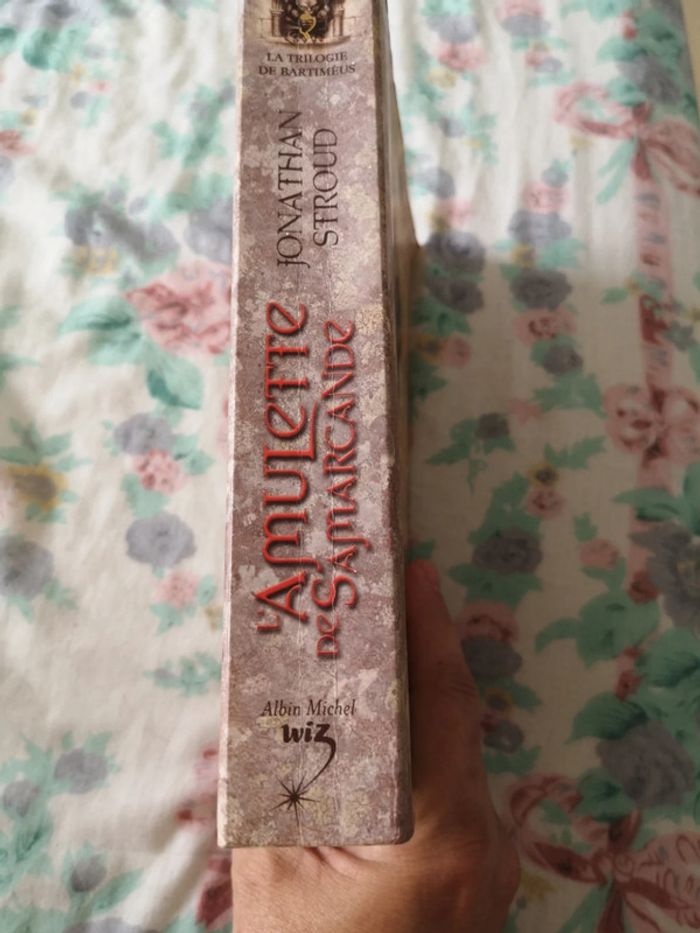 LA TRILOGIE
DE BARTIMÉUS
JONATHAN
STROUD
L'AMULETTE
DE SAMARCANDE
Albin Michel
wiz